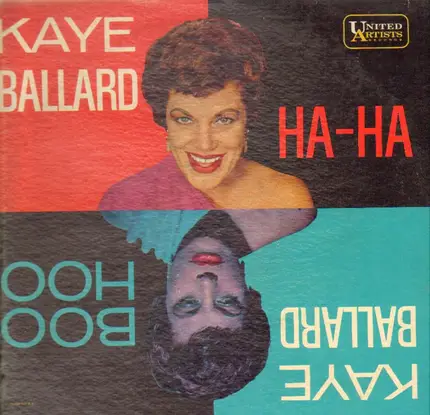 KAYE
BALLARD
UNITED
ARTISTS
RECORDS
HA-HA
BOO
HOO
KAYE
BALLARD